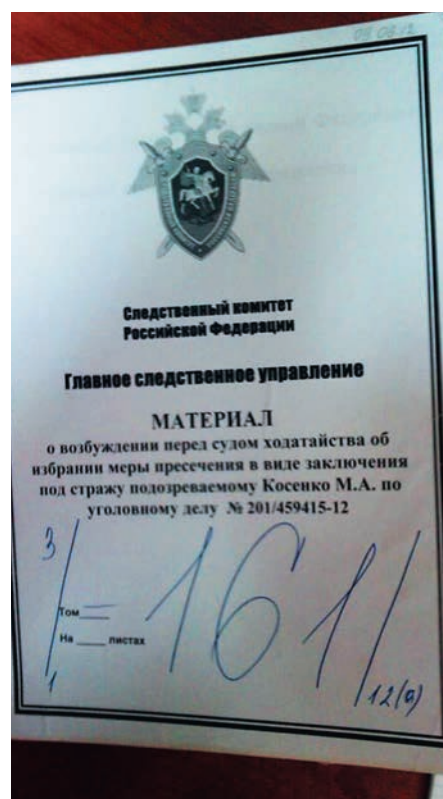 Следственный комитет
Российской Федерации
Главное следственное управление
МАТЕРИАЛ
о возбуждении перед судом ходатайства об
избрании меры пресечения в виде заключения
под стражу подозреваемому Косенко М.А. по
уголовному делу № 201/459415-12
3/1 - 161/12(а)
Том
На ____ листах